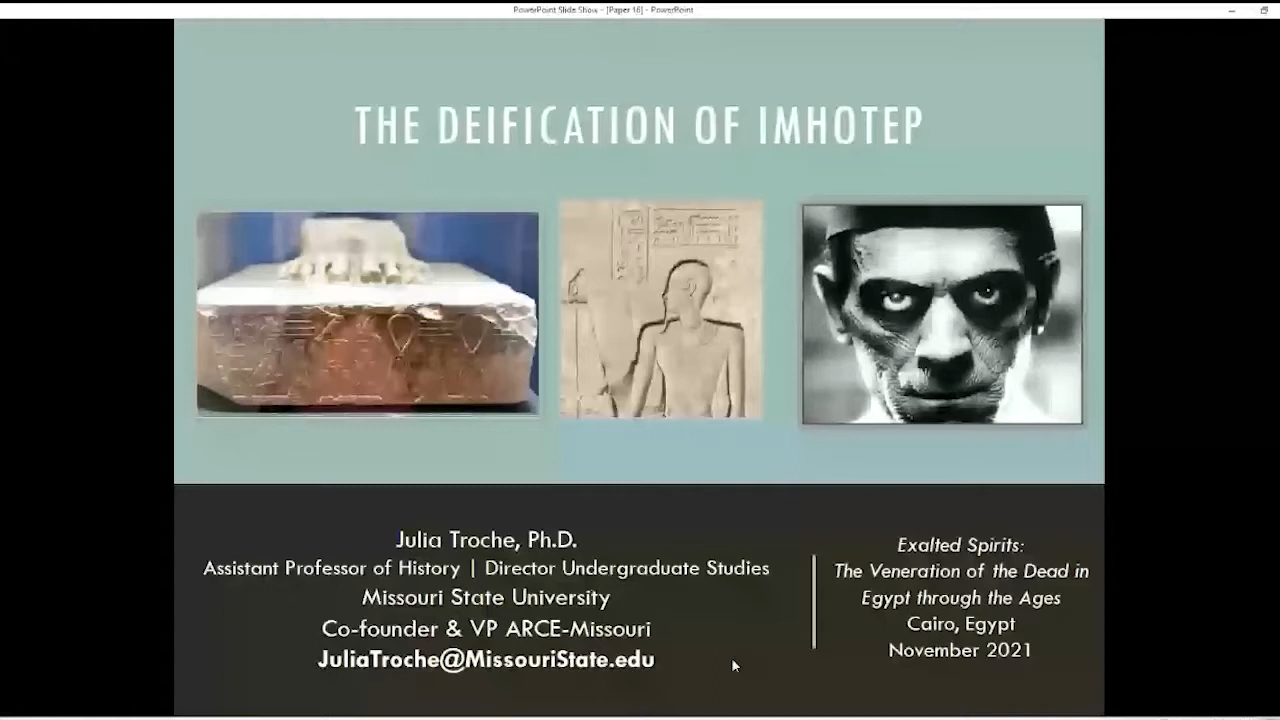 PowerPoint Slide Show - [Paper 16] - PowerPoint
THE DEIFICATION OF IMHOTEP
Julia Troche, Ph.D.
Assistant Professor of History | Director Undergraduate Studies
Missouri State University
Co-founder & VP ARCE-Missouri
JuliaTroche@MissouriState.edu
Exalted Spirits:
The Veneration of the Dead in
Egypt through the Ages
Cairo, Egypt
November 2021